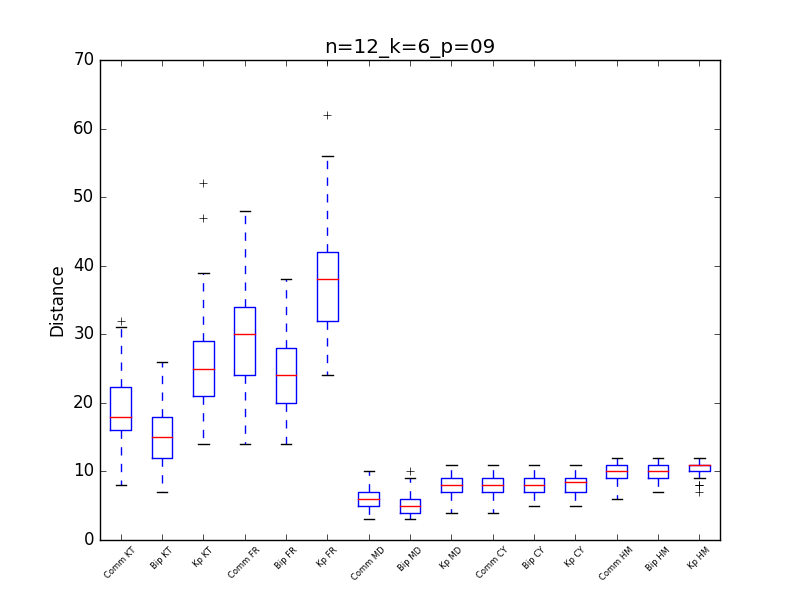 n=12_k=6_p=09
70
60
50
40
30
20
10
0
Distance
Comm KT
Bip KT
Kp KT
Comm FR
Bip FR
Kp FR
Comm MD
Bip MD
Kp MD
Comm CY
Bip CY
Kp CY
Comm HM
Bip HM
Kp HM